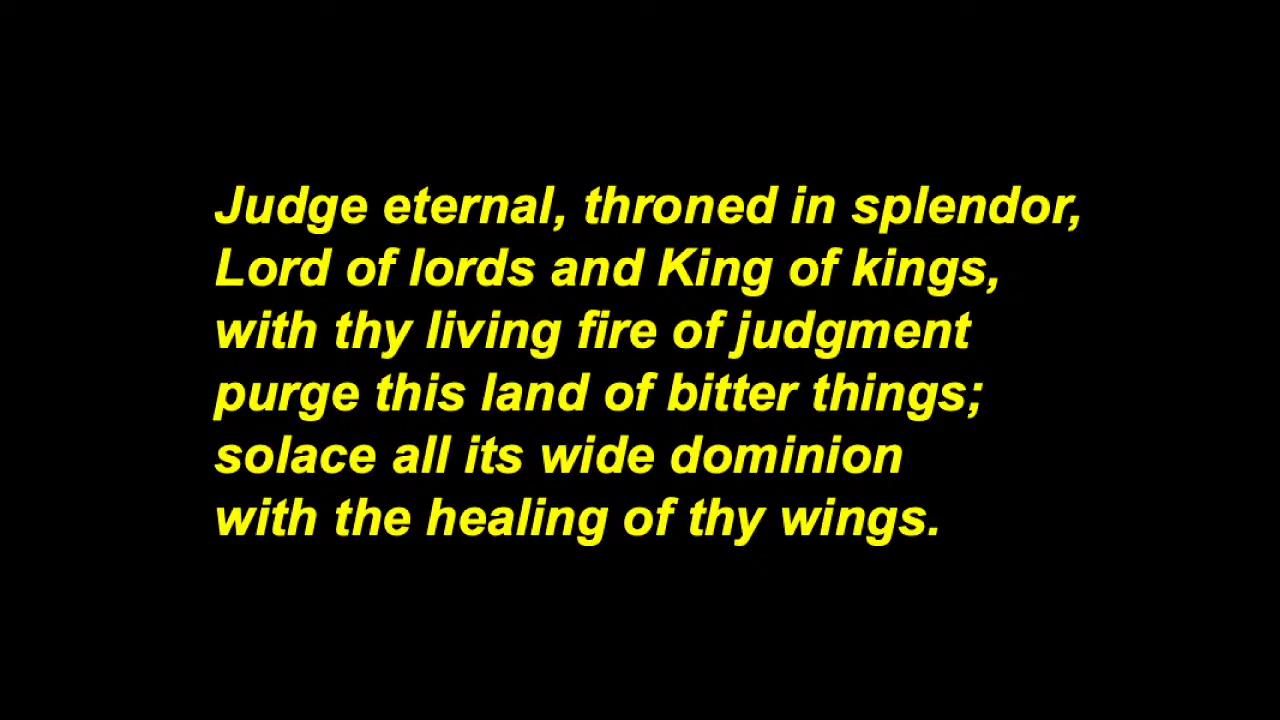 Judge eternal, throned in splendor,
Lord of lords and King of kings,
with thy living fire of judgment
purge this land of bitter things;
solace all its wide dominion
with the healing of thy wings.